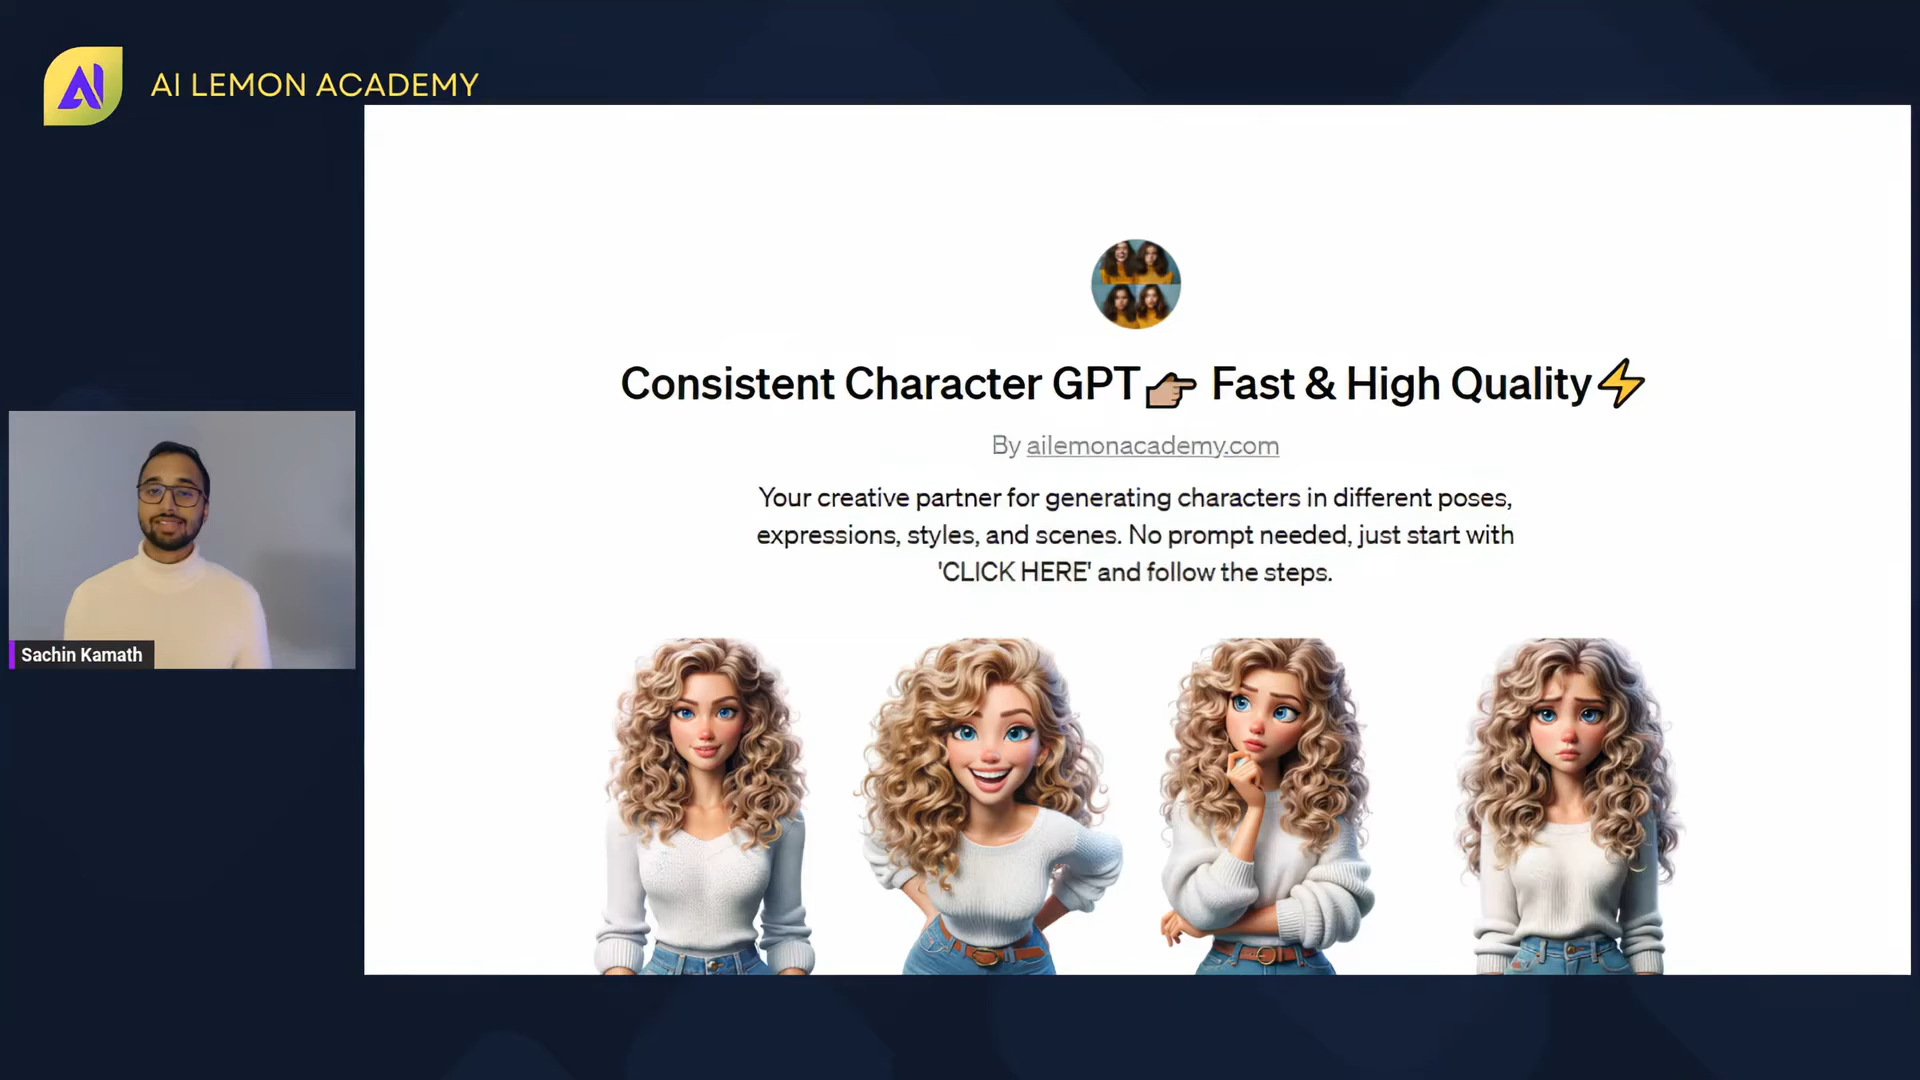 AI LEMON ACADEMY
Consistent Character GPT👉🏼 Fast & High Quality⚡
By ailemonacademy.com
Your creative partner for generating characters in different poses,
expressions, styles, and scenes. No prompt needed, just start with
'CLICK HERE' and follow the steps.
Sachin Kamath